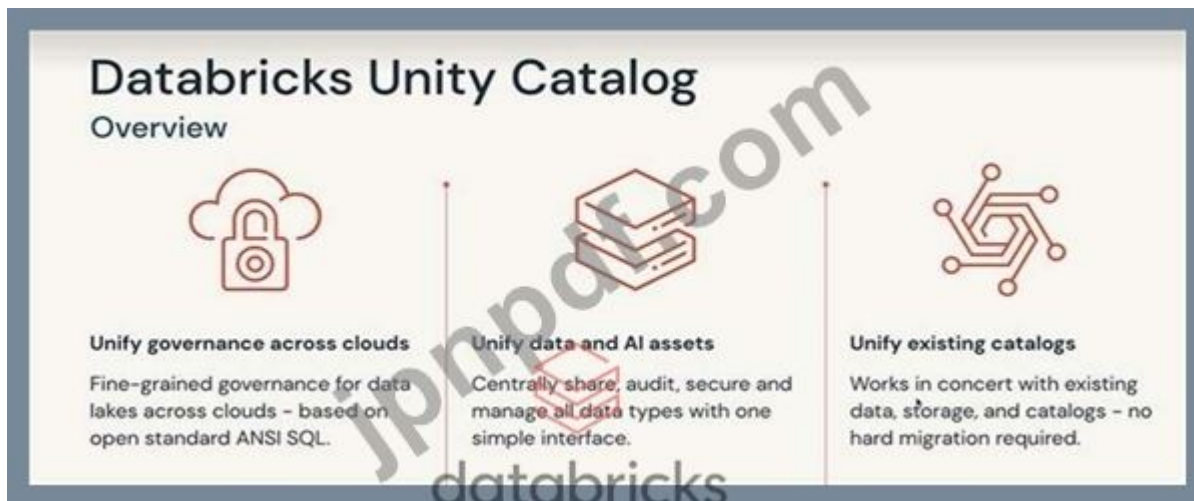 Databricks Unity Catalog
Overview
Unify governance across clouds
Fine-grained governance for data
lakes across clouds - based on
open standard ANSI SQL.
Unify data and AI assets
Centrally share, audit, secure and
manage all data types with one
simple interface.
Unify existing catalogs
Works in concert with existing
data, storage, and catalogs - no
hard migration required.
databricks
jpnpdf.com